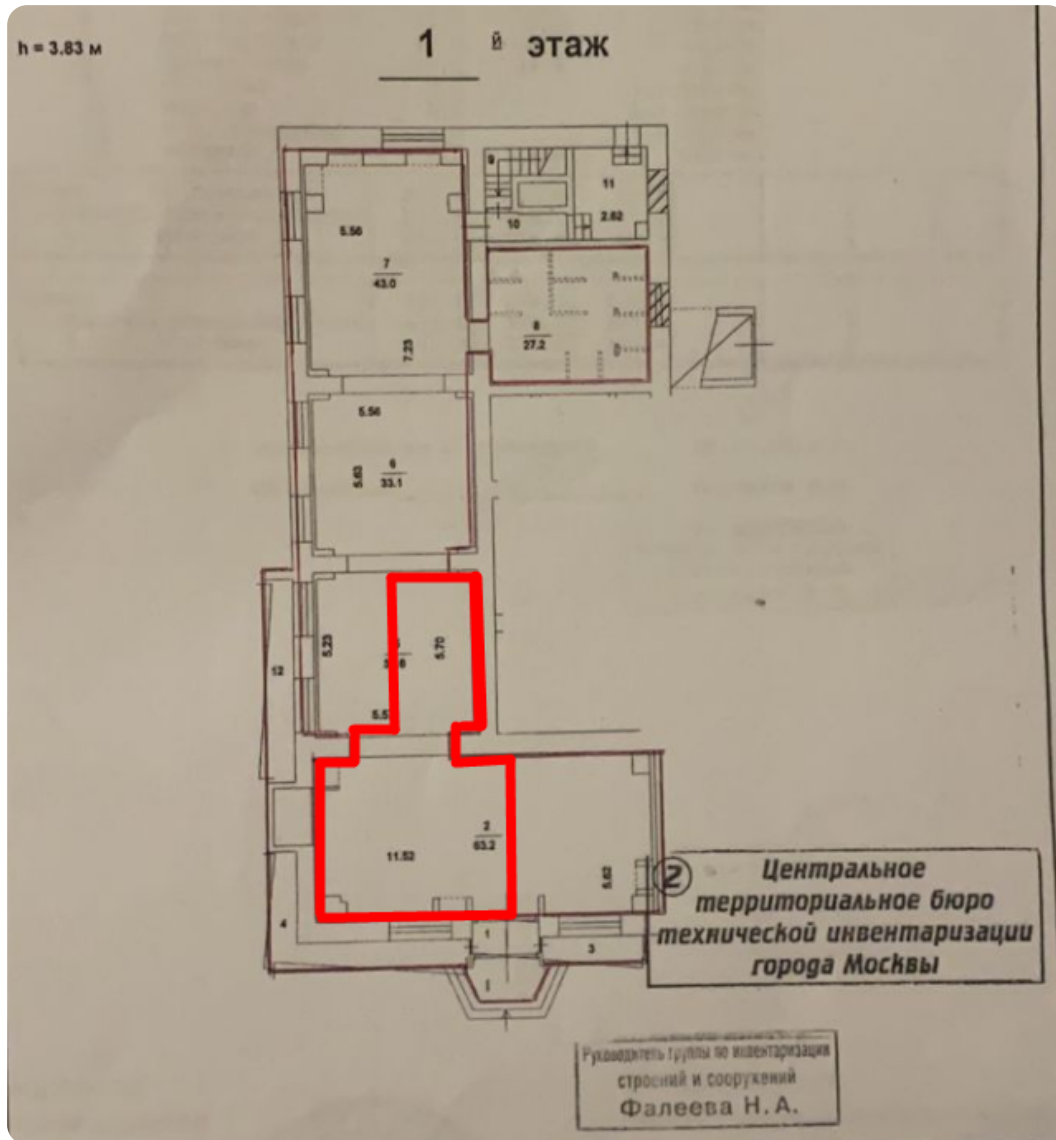 h = 3.83 м
1 й этаж
9
11
2.62
10
5.56
7
43.0
7.23
8
27.2
5.56
5.63
6
33.1
12
5.23
5.70
2
63.2
11.52
5.62
4
1
3
I
2
Центральное
территориальное бюро
технической инвентаризации
города Москвы
Руководитель группы по инвентаризации
строений и сооружений
Фалеева Н. А.